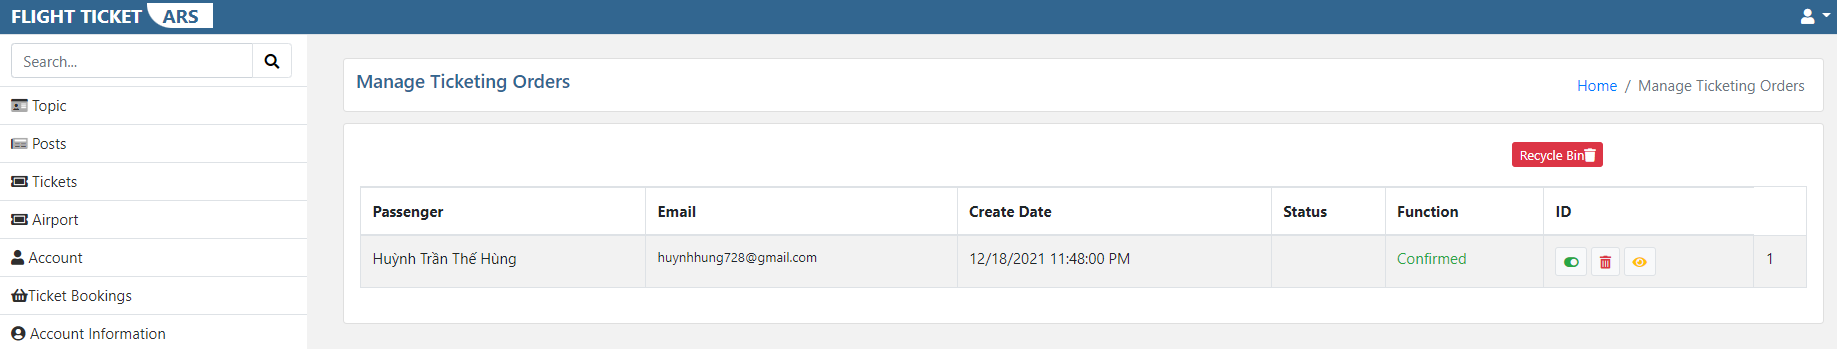 FLIGHT TICKET ARS
Search...
Topic
Posts
Tickets
Airport
Account
Ticket Bookings
Account Information
Manage Ticketing Orders
Home / Manage Ticketing Orders
Recycle Bin
Passenger Email Create Date Status Function ID
Huỳnh Trần Thế Hùng huynhhung728@gmail.com 12/18/2021 11:48:00 PM Confirmed 1